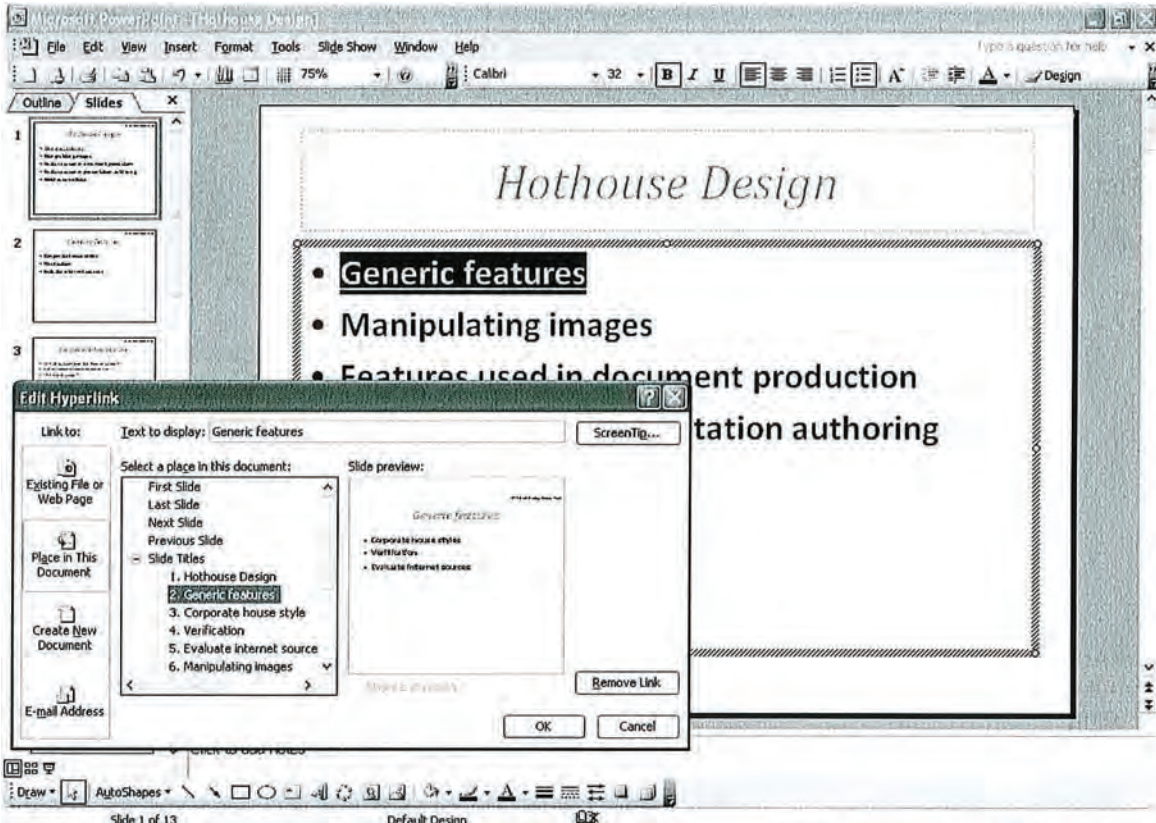 Microsoft PowerPoint - [Hothouse Design]
File Edit View Insert Format Tools Slide Show Window Help Type a question for help
75% Calibri 32 B I U A A Design
Outline Slides
1
2
3
Hothouse Design
• Generic features
• Manipulating images
• Features used in document production
tation authoring
Edit Hyperlink
Link to: Text to display: Generic features ScreenTip...
Existing File or Web Page
Place in This Document
Create New Document
E-mail Address
Select a place in this document:
First Slide
Last Slide
Next Slide
Previous Slide
Slide Titles
1. Hothouse Design
2. Generic features
3. Corporate house style
4. Verification
5. Evaluate internet source
6. Manipulating images
Slide preview:
Generic features
• Corporate house styles
• Verification
• Evaluate internet sources
Remove Link
OK Cancel
Click to add notes
Draw AutoShapes A
Slide 1 of 13 Default Design